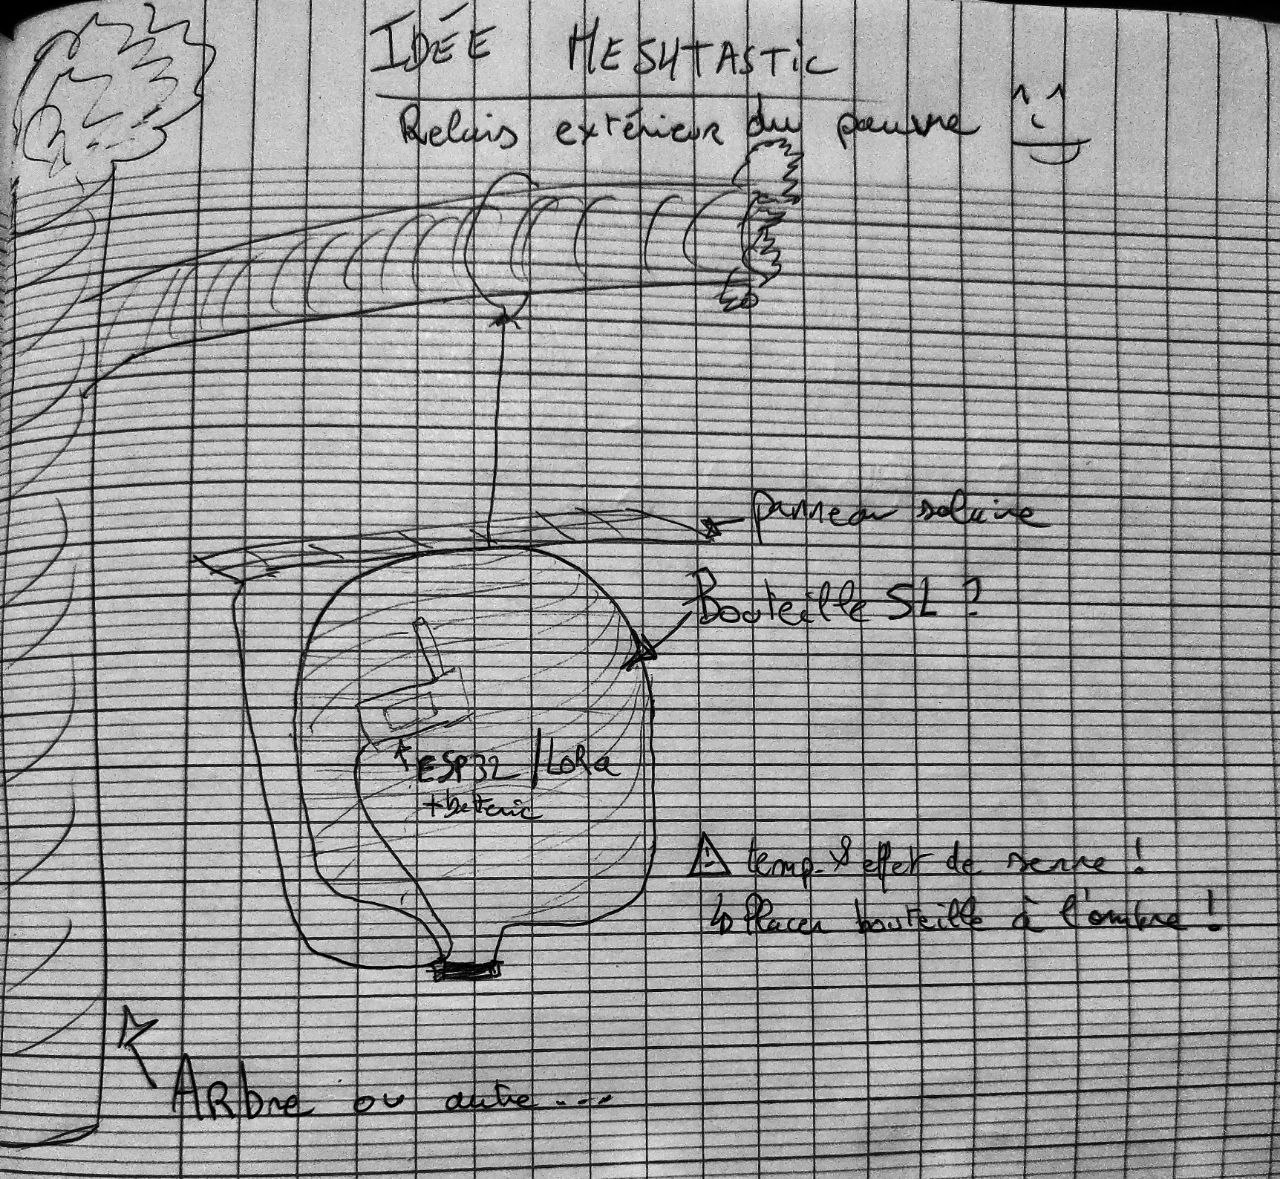 IDÉE MESHTASTIC
Relais extérieur du pauvre
panneau solaire
Bouteille 5L ?
ESP32 / LoRa
+ batterie
⚠ temp. & effet de serre !
↳ Placer bouteille à l'ombre !
Arbre ou autre ....